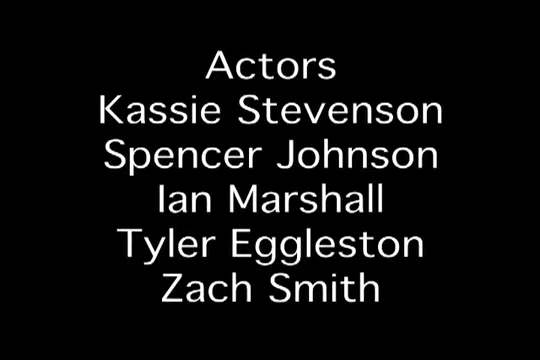 Actors
Kassie Stevenson
Spencer Johnson
Ian Marshall
Tyler Eggleston
Zach Smith